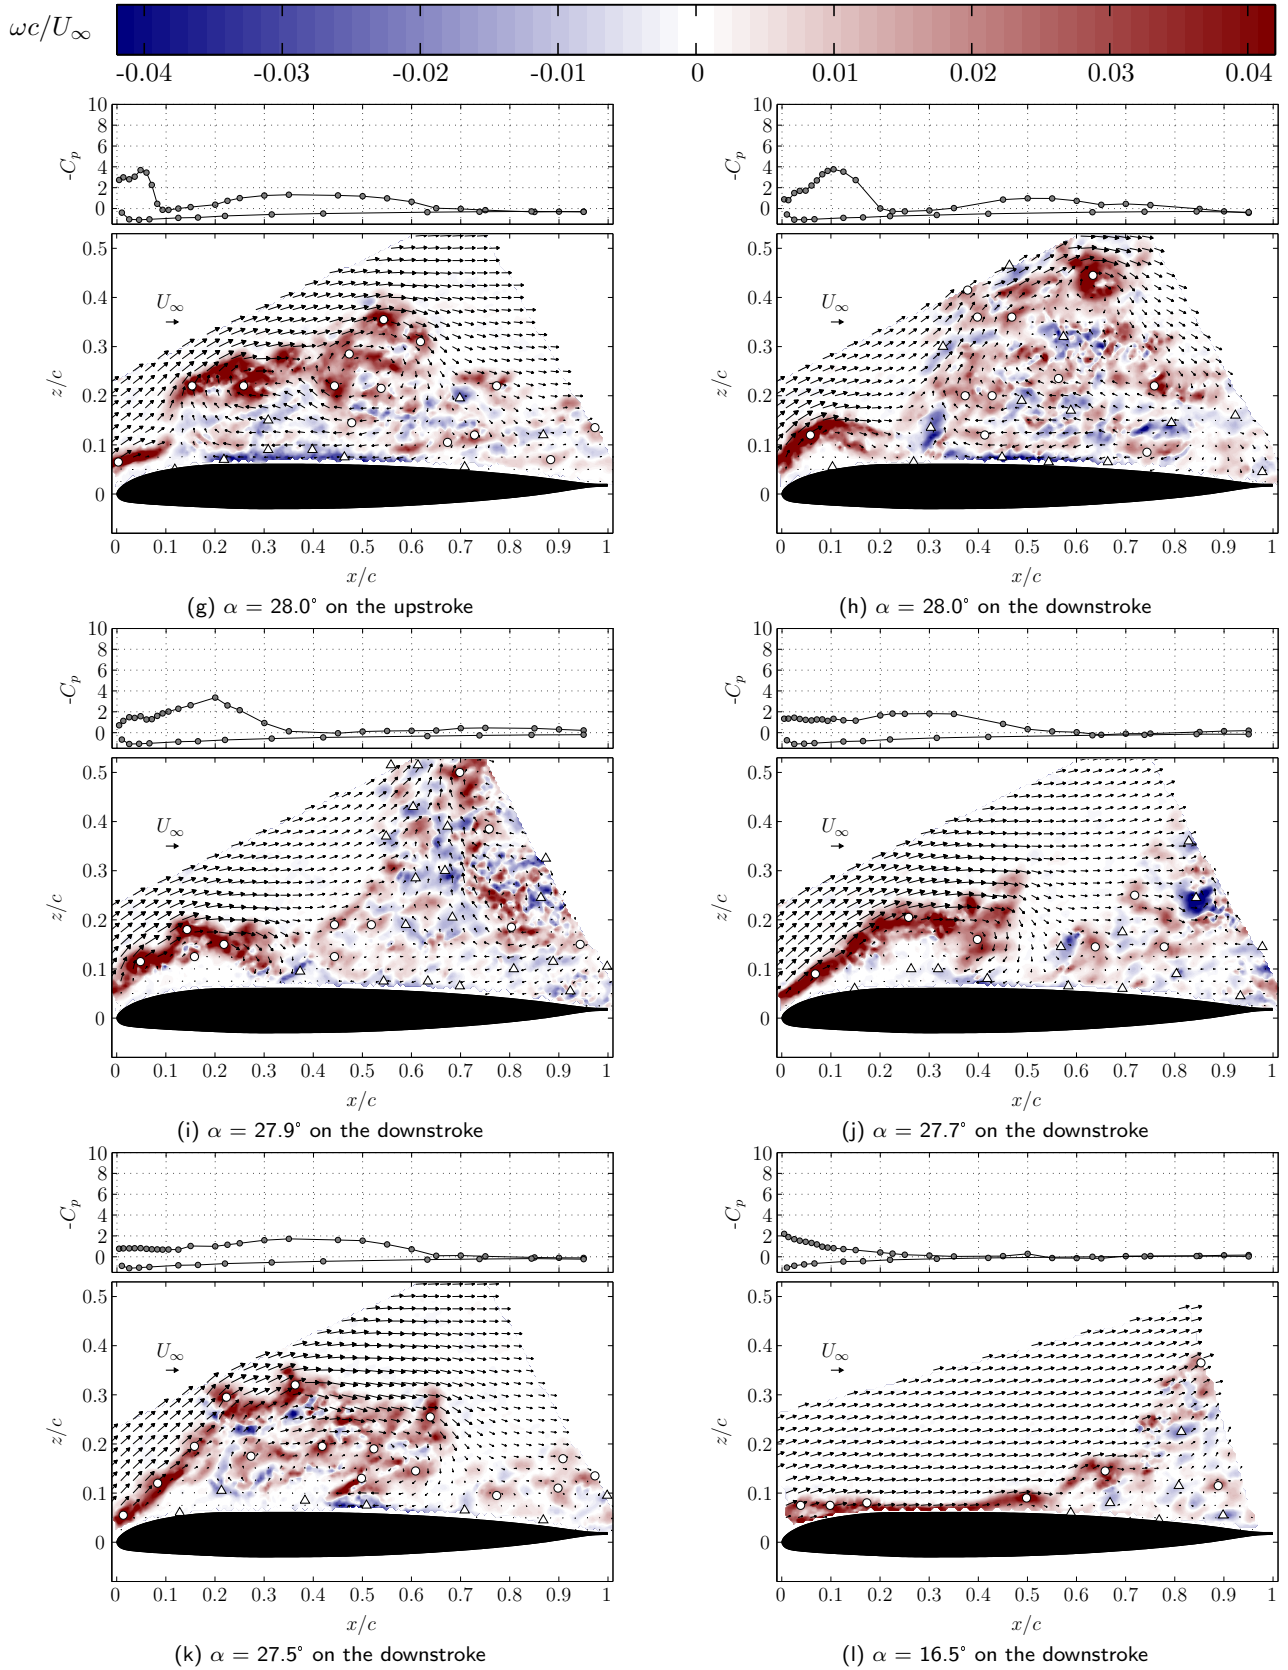 ωc/U∞
-0.04 -0.03 -0.02 -0.01 0 0.01 0.02 0.03 0.04
10
8
6
4
2
0
-Cp
0.5
0.4
0.3
0.2
0.1
0
z/c
U∞
0 0.1 0.2 0.3 0.4 0.5 0.6 0.7 0.8 0.9 1
x/c
(g) α = 28.0° on the upstroke
10
8
6
4
2
0
-Cp
0.5
0.4
0.3
0.2
0.1
0
z/c
U∞
0 0.1 0.2 0.3 0.4 0.5 0.6 0.7 0.8 0.9 1
x/c
(h) α = 28.0° on the downstroke
10
8
6
4
2
0
-Cp
0.5
0.4
0.3
0.2
0.1
0
z/c
U∞
0 0.1 0.2 0.3 0.4 0.5 0.6 0.7 0.8 0.9 1
x/c
(i) α = 27.9° on the downstroke
10
8
6
4
2
0
-Cp
0.5
0.4
0.3
0.2
0.1
0
z/c
U∞
0 0.1 0.2 0.3 0.4 0.5 0.6 0.7 0.8 0.9 1
x/c
(j) α = 27.7° on the downstroke
10
8
6
4
2
0
-Cp
0.5
0.4
0.3
0.2
0.1
0
z/c
U∞
0 0.1 0.2 0.3 0.4 0.5 0.6 0.7 0.8 0.9 1
x/c
(k) α = 27.5° on the downstroke
10
8
6
4
2
0
-Cp
0.5
0.4
0.3
0.2
0.1
0
z/c
U∞
0 0.1 0.2 0.3 0.4 0.5 0.6 0.7 0.8 0.9 1
x/c
(l) α = 16.5° on the downstroke